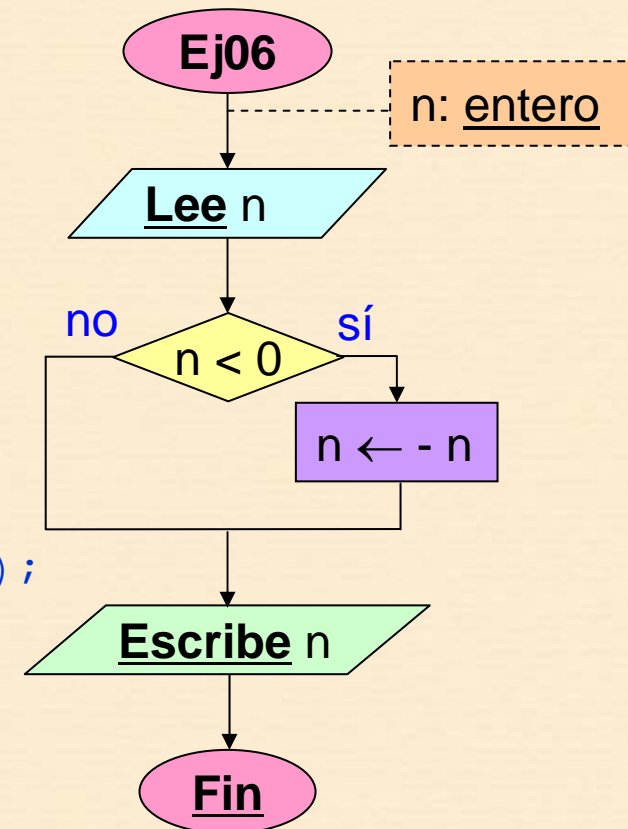 Ej06
n: entero
Lee n
no
sí
n < 0
n ← - n
);
Escribe n
Fin